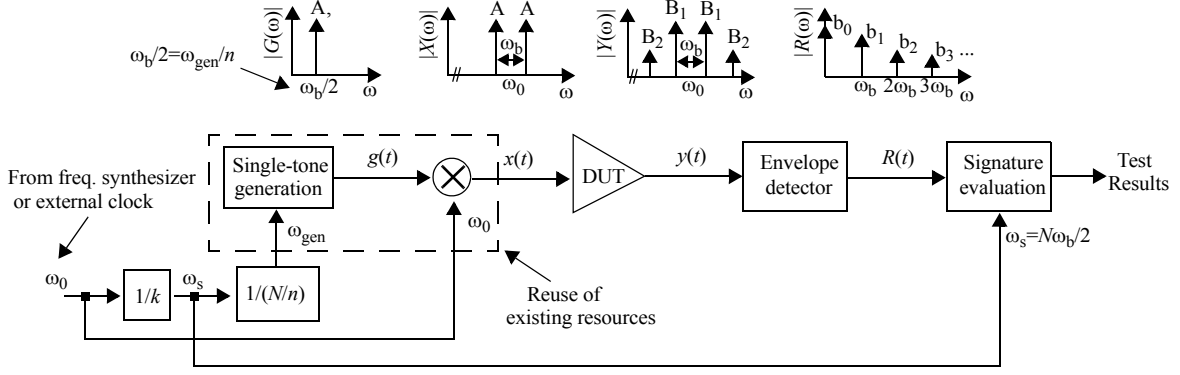 |G(ω)|
A,
ω_b/2=ω_gen/n
ω_b/2
ω
|X(ω)|
A A
ω_b
ω_0
ω
|Y(ω)|
B_2 B_1 B_1 B_2
ω_b
ω_0
ω
|R(ω)|
b_0 b_1 b_2 b_3 ...
ω_b 2ω_b 3ω_b ω
From freq. synthesizer
or external clock
Single-tone
generation
g(t)
x(t)
DUT
y(t)
Envelope
detector
R(t)
Signature
evaluation
Test
Results
ω_gen
ω_0
ω_s=Nω_b/2
ω_0
1/k
ω_s
1/(N/n)
Reuse of
existing resources